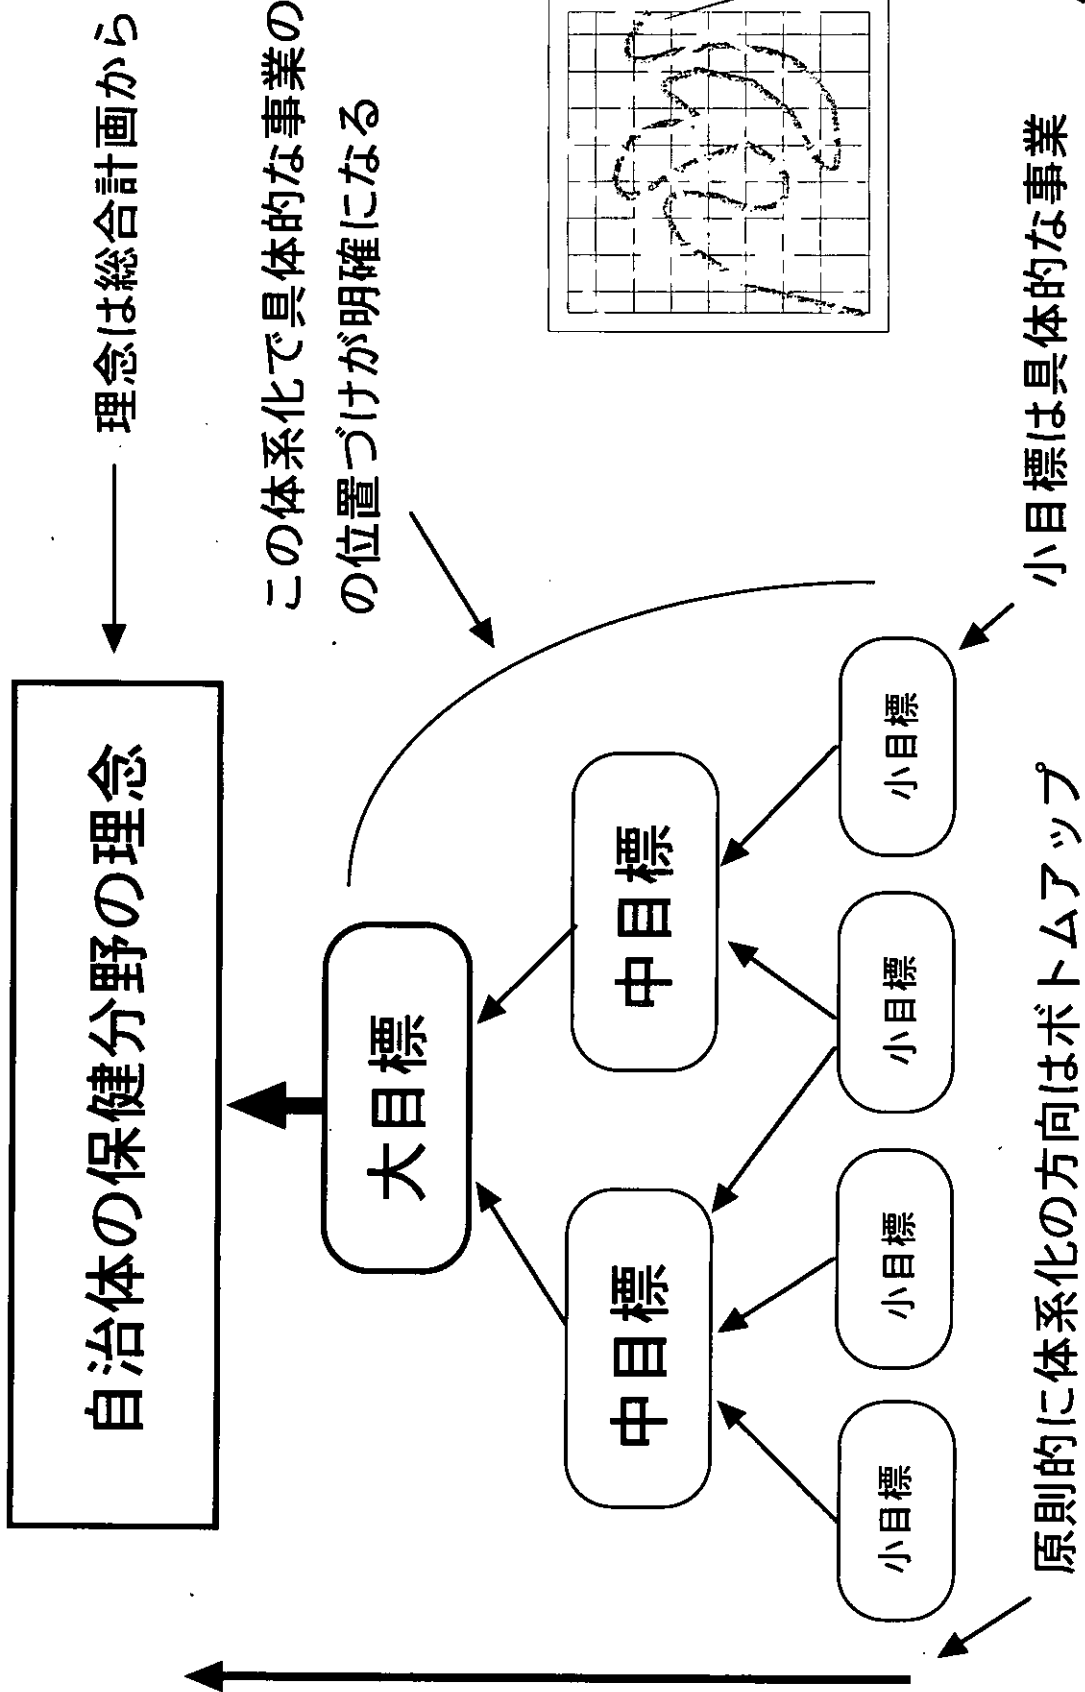 自治体の保健分野の理念
理念は総合計画から
大目標
この体系化で具体的な事業の
の位置づけが明確になる
中目標
中目標
小目標
小目標
小目標
小目標
原則的に体系化の方向はボトムアップ
小目標は具体的な事業